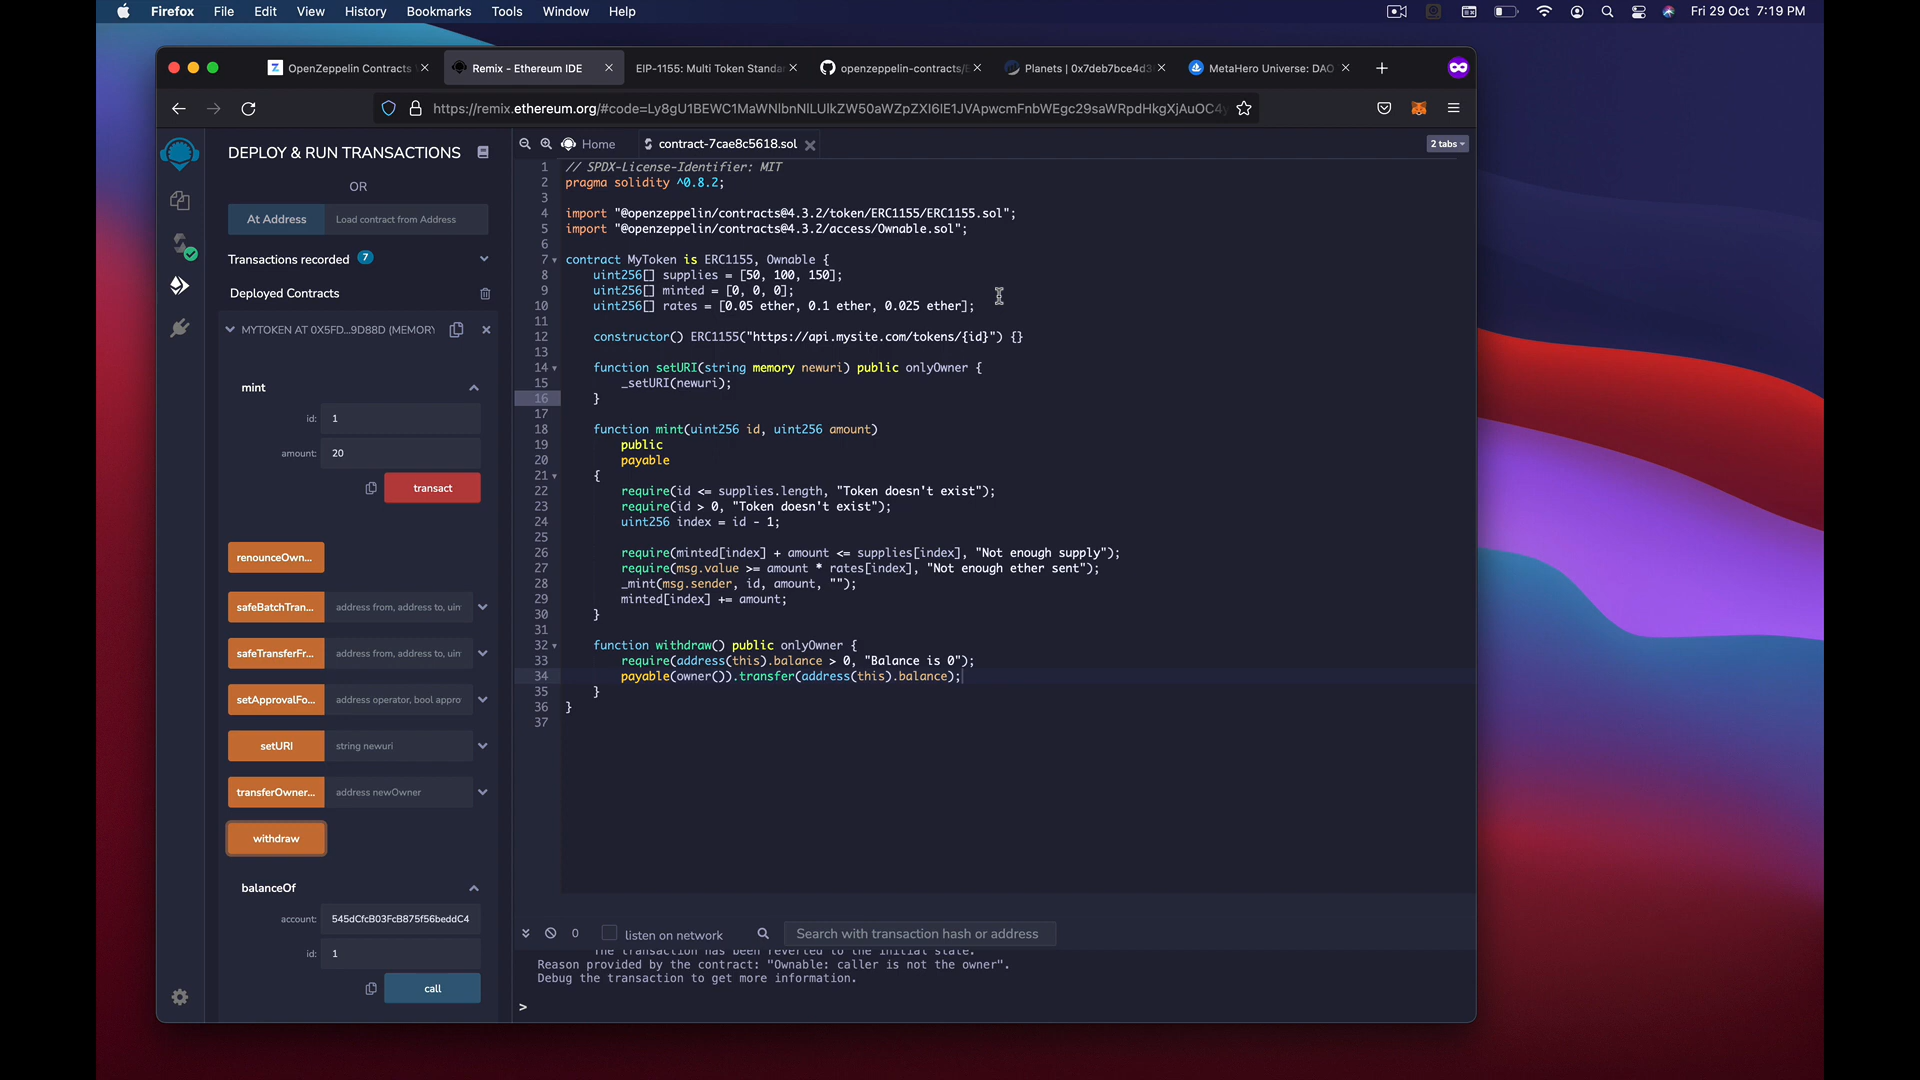 Firefox File Edit View History Bookmarks Tools Window Help Fri 29 Oct 7:19 PM
OpenZeppelin Contracts Remix - Ethereum IDE EIP-1155: Multi Token Standa openzeppelin-contracts/ Planets | 0x7deb7bce4d3 MetaHero Universe: DAO
https://remix.ethereum.org/#code=Ly8gU1BEWC1MaWNlbnNlLUlkZW50aWZpZXI6IE1JVApwcmFnbWEgc29saWRpdHkgXjAuOC4y
DEPLOY & RUN TRANSACTIONS
OR
At Address Load contract from Address
Transactions recorded 7
Deployed Contracts
MYTOKEN AT 0X5FD...9D88D (MEMORY
mint
id: 1
amount: 20
transact
renounceOwn...
safeBatchTran... address from, address to, uin
safeTransferFr... address from, address to, uin
setApprovalFo... address operator, bool appro
setURI string newuri
transferOwner... address newOwner
withdraw
balanceOf
account: 545dCfcB03FcB875f56beddC4
id: 1
call
Home contract-7cae8c5618.sol 2 tabs
1 // SPDX-License-Identifier: MIT
2 pragma solidity ^0.8.2;
3
4 import "@openzeppelin/contracts@4.3.2/token/ERC1155/ERC1155.sol";
5 import "@openzeppelin/contracts@4.3.2/access/Ownable.sol";
6
7 contract MyToken is ERC1155, Ownable {
8 uint256[] supplies = [50, 100, 150];
9 uint256[] minted = [0, 0, 0];
10 uint256[] rates = [0.05 ether, 0.1 ether, 0.025 ether];
11
12 constructor() ERC1155("https://api.mysite.com/tokens/{id}") {}
13
14 function setURI(string memory newuri) public onlyOwner {
15 _setURI(newuri);
16 }
17
18 function mint(uint256 id, uint256 amount)
19 public
20 payable
21 {
22 require(id <= supplies.length, "Token doesn't exist");
23 require(id > 0, "Token doesn't exist");
24 uint256 index = id - 1;
25
26 require(minted[index] + amount <= supplies[index], "Not enough supply");
27 require(msg.value >= amount * rates[index], "Not enough ether sent");
28 _mint(msg.sender, id, amount, "");
29 minted[index] += amount;
30 }
31
32 function withdraw() public onlyOwner {
33 require(address(this).balance > 0, "Balance is 0");
34 payable(owner()).transfer(address(this).balance);
35 }
36 }
37
0 listen on network Search with transaction hash or address
The transaction has been reverted to the initial state.
Reason provided by the contract: "Ownable: caller is not the owner".
Debug the transaction to get more information.
>